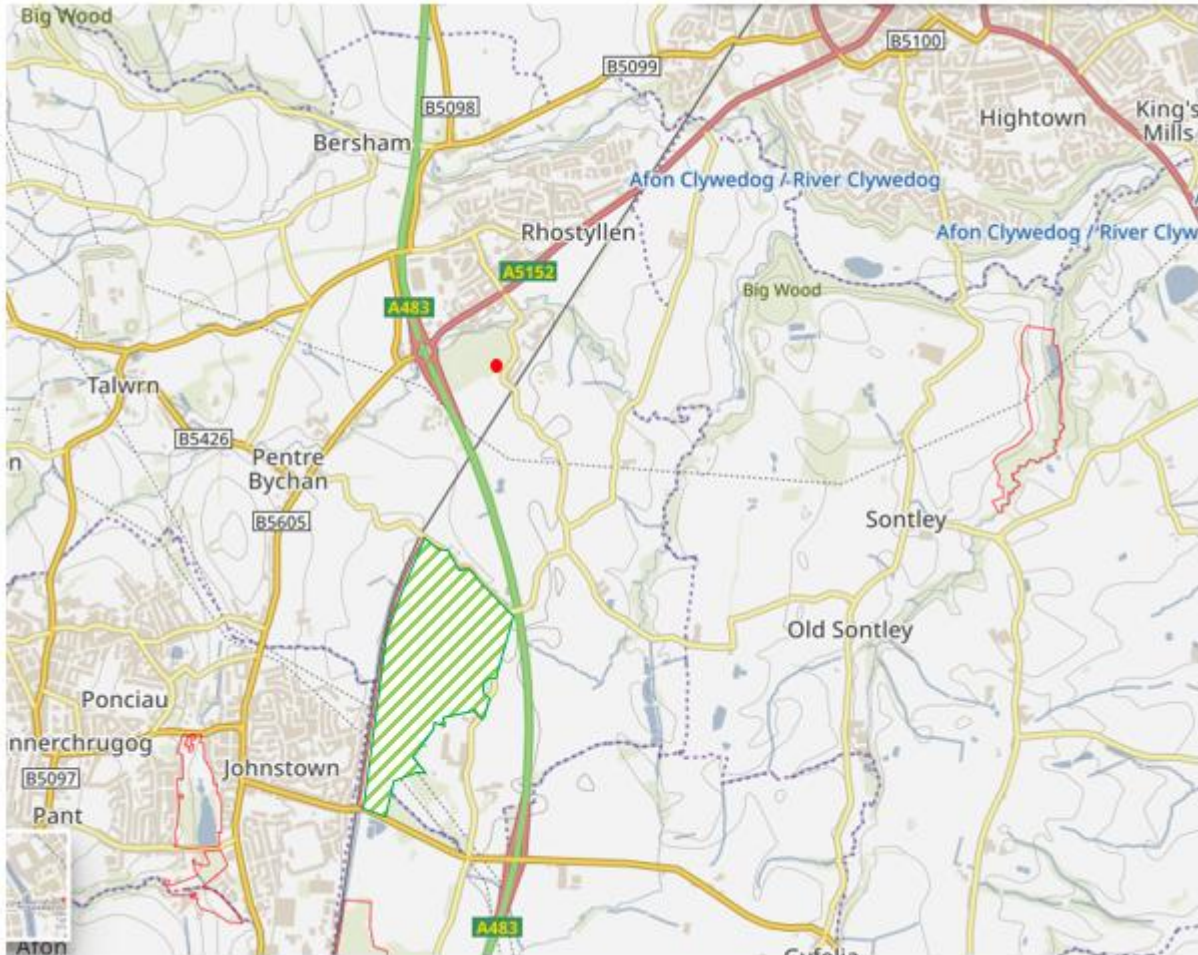 Big Wood
B5100
B5099
B5098
Hightown
King's
Mills
Bersham
Afon Clywedog / River Clywedog
Rhostyllen
Afon Clywedog / River Clyw
A5152
Big Wood
A483
Talwrn
B5426
Pentre
Bychan
B5605
Sontley
Old Sontley
Ponciau
nnerchrugog
Johnstown
B5097
Pant
A483
Afon